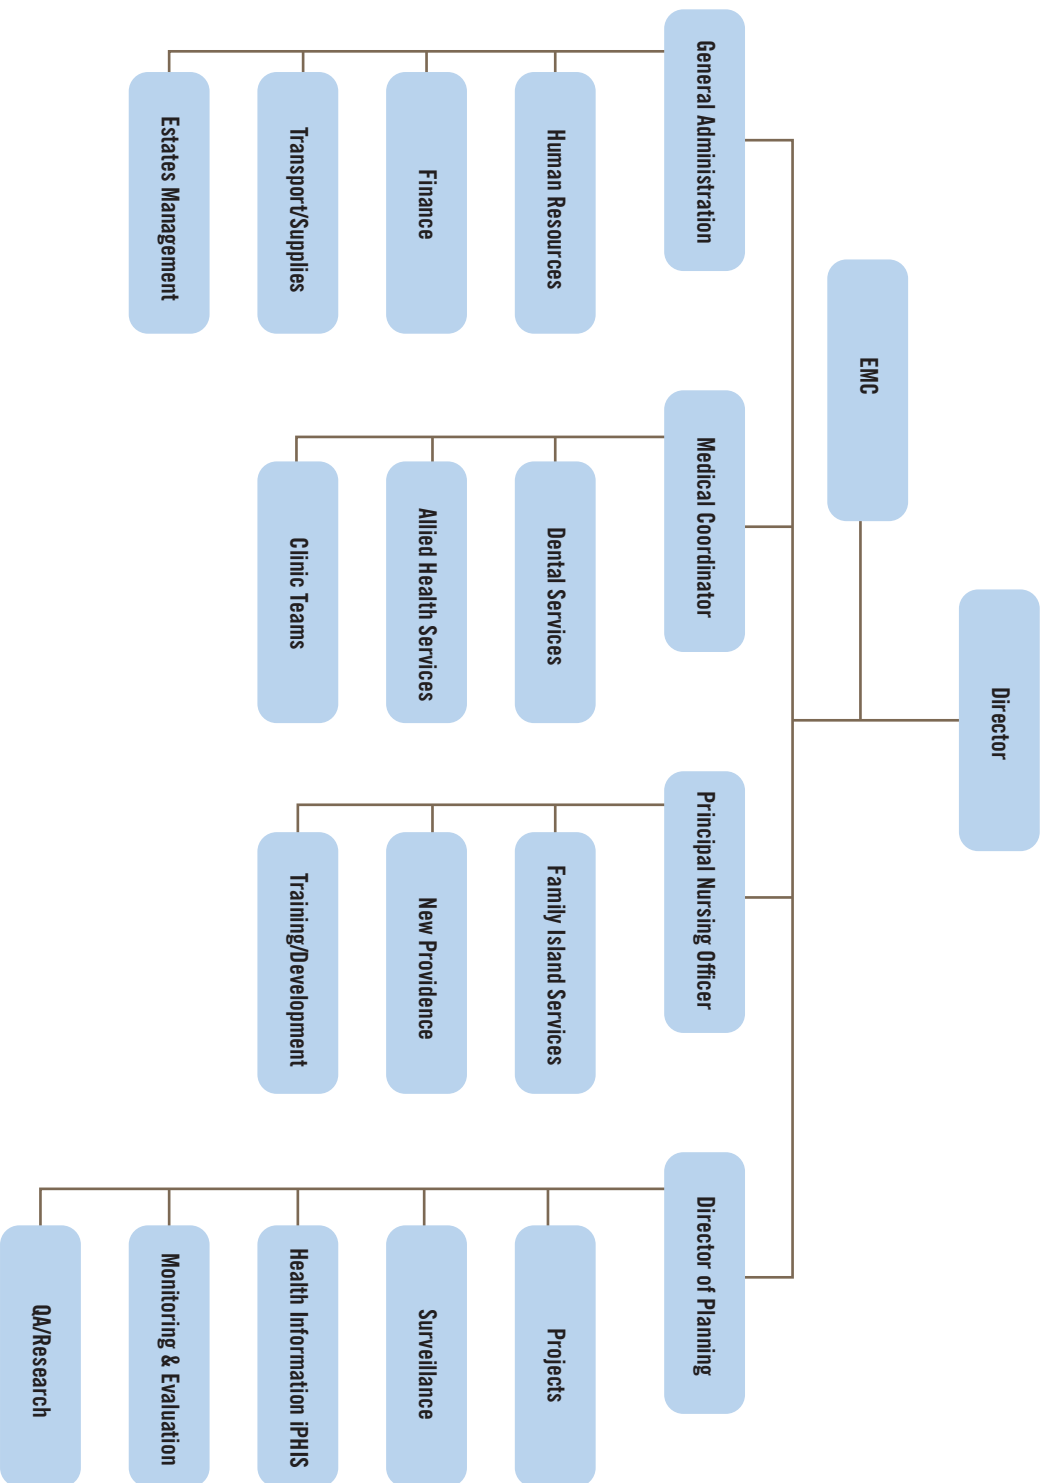 Director
EMC
General Administration
Human Resources
Finance
Transport/Supplies
Estates Management
Medical Coordinator
Dental Services
Allied Health Services
Clinic Teams
Principal Nursing Officer
Family Island Services
New Providence
Training/Development
Director of Planning
Projects
Surveillance
Health Information iPHIS
Monitoring & Evaluation
QA/Research